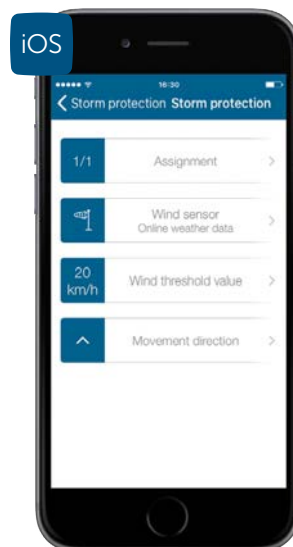 iOS
16:30
Storm protection Storm protection
1/1 Assignment
Wind sensor
Online weather data
20 km/h Wind threshold value
Movement direction